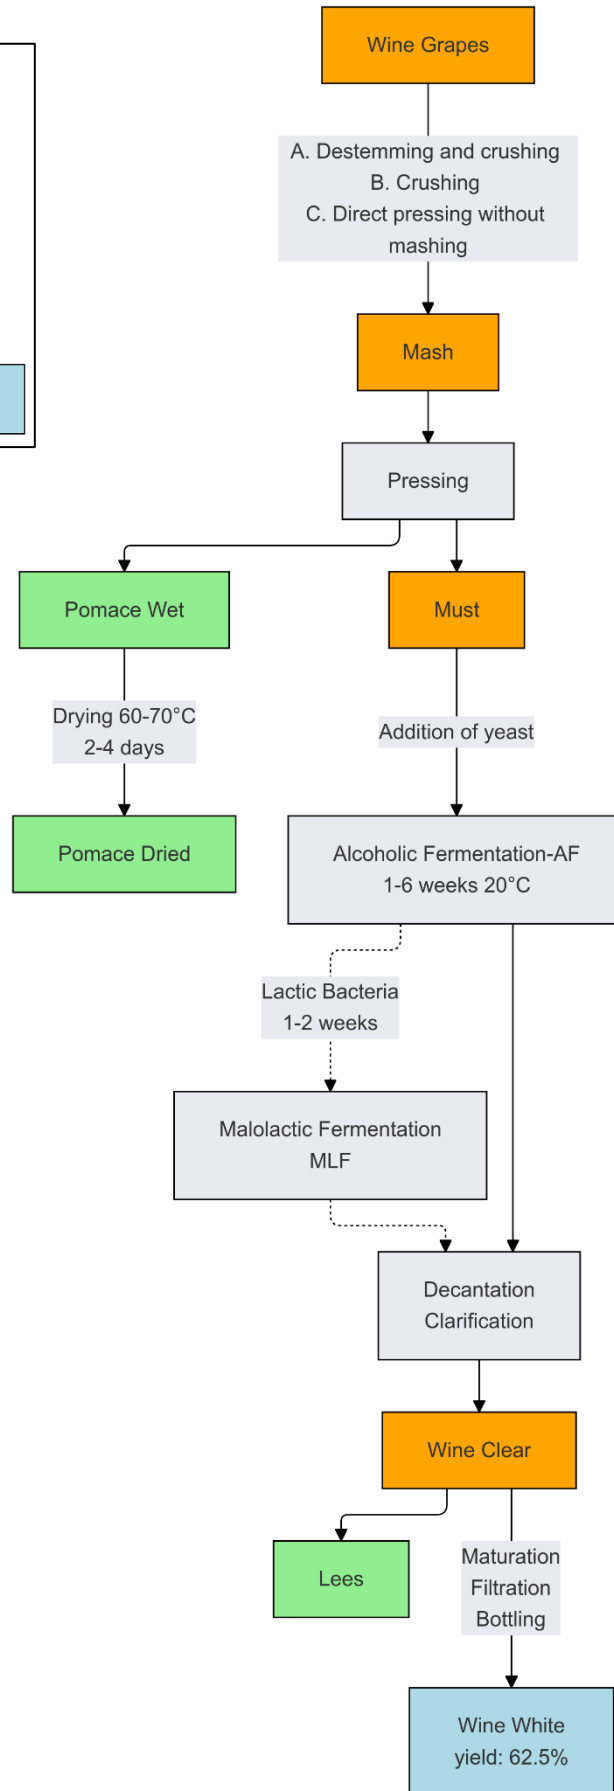 Wine Grapes
A. Destemming and crushing
B. Crushing
C. Direct pressing without
mashing
Mash
Pressing
Pomace Wet
Must
Drying 60-70°C
2-4 days
Addition of yeast
Pomace Dried
Alcoholic Fermentation-AF
1-6 weeks 20°C
Lactic Bacteria
1-2 weeks
Malolactic Fermentation
MLF
Decantation
Clarification
Wine Clear
Lees
Maturation
Filtration
Bottling
Wine White
yield: 62.5%